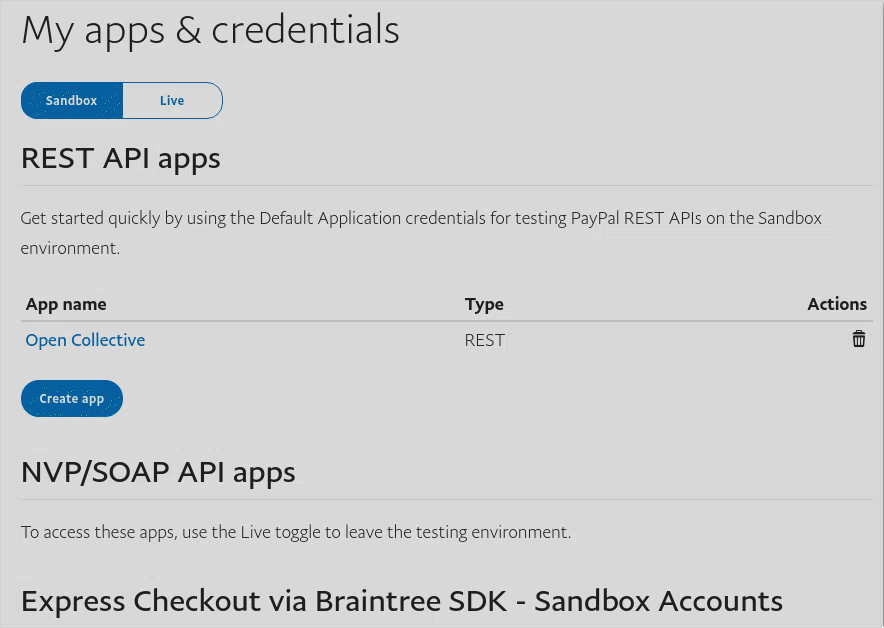 My apps & credentials
Sandbox Live
REST API apps
Get started quickly by using the Default Application credentials for testing PayPal REST APIs on the Sandbox
environment.
App name Type Actions
Open Collective REST
Create app
NVP/SOAP API apps
To access these apps, use the Live toggle to leave the testing environment.
Express Checkout via Braintree SDK - Sandbox Accounts